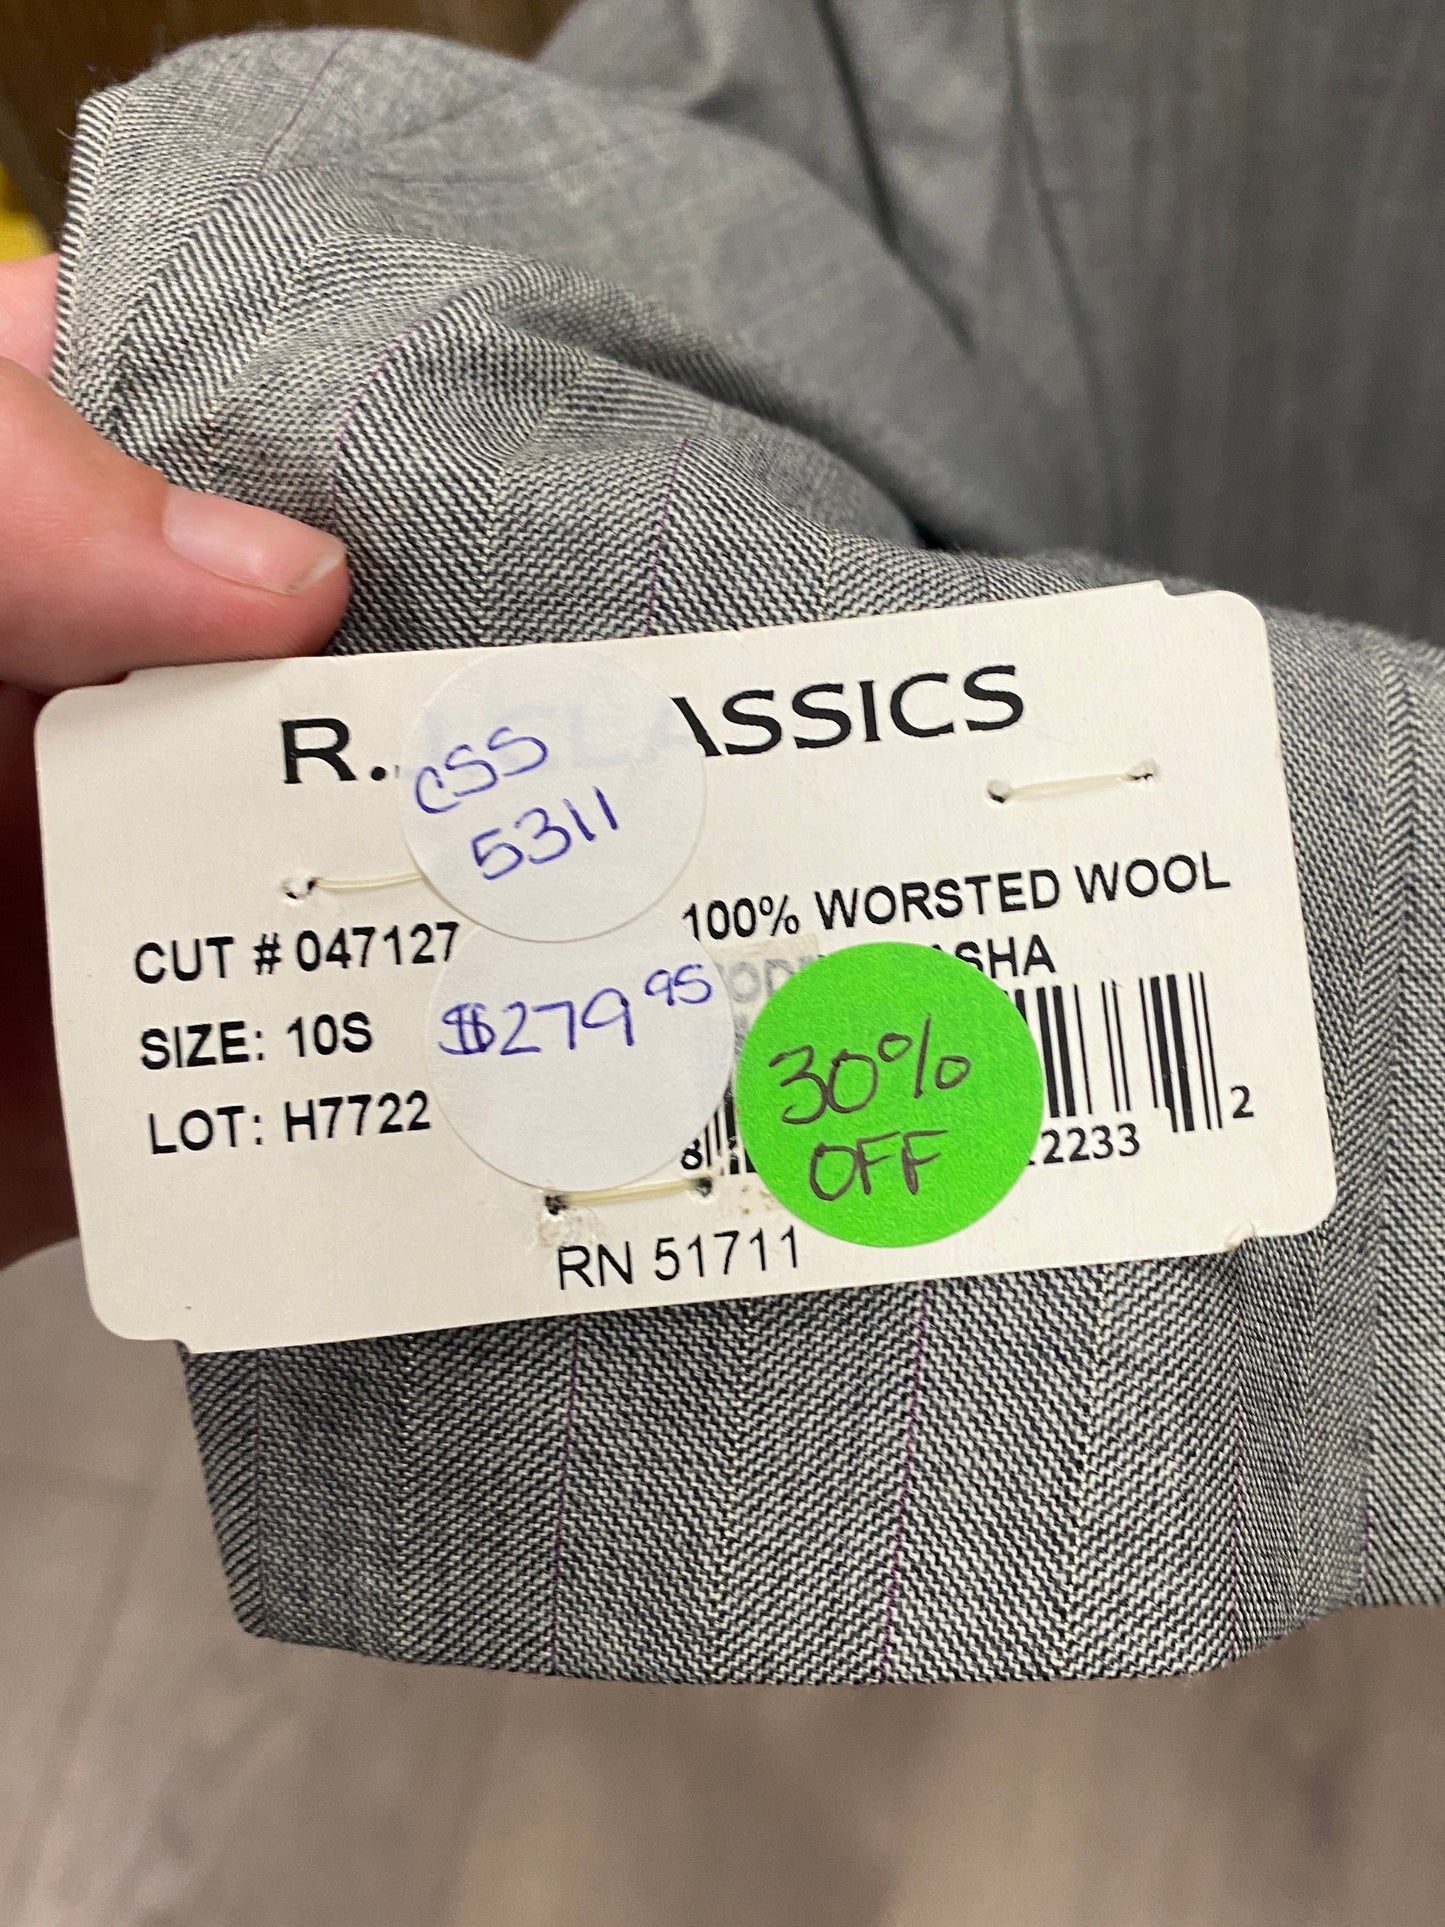 R.
ASSICS
CSS
5311
100% WORSTED WOOL
CUT # 047127
SIZE: 10S
$279.95
LOT: H7722
30%
OFF
8
2233
2
RN 51711